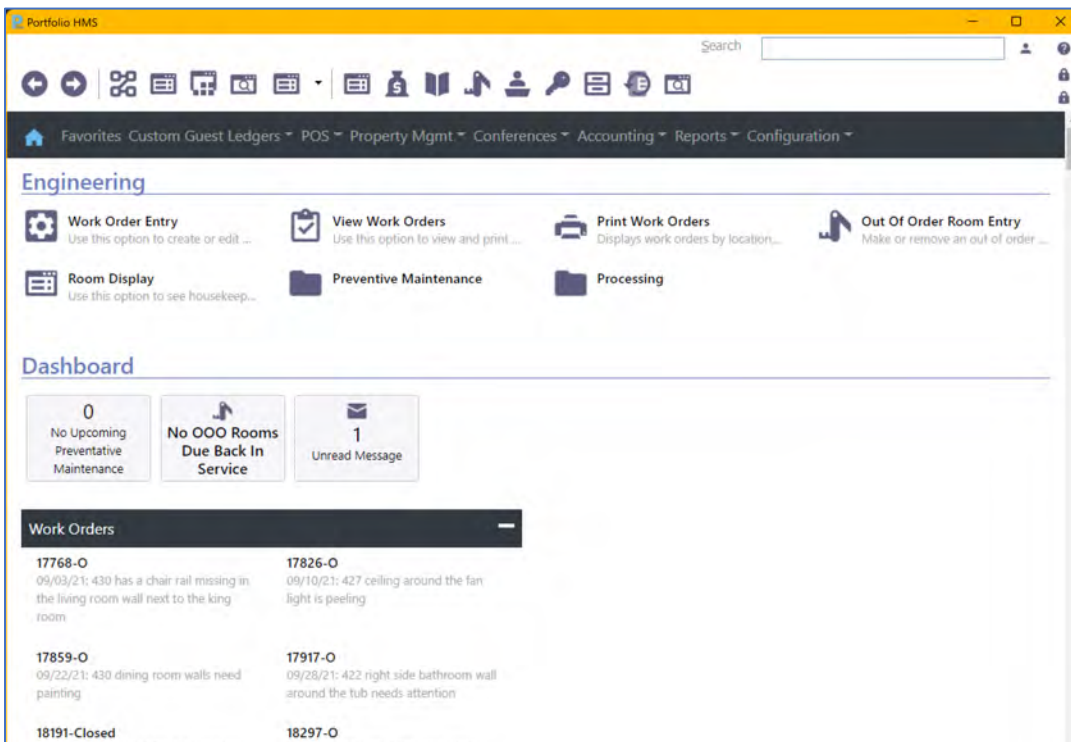 Portfolio HMS
Search
Favorites Custom Guest Ledgers POS Property Mgmt Conferences Accounting Reports Configuration
Engineering
Work Order Entry
Use this option to create or edit ...
View Work Orders
Use this option to view and print ...
Print Work Orders
Displays work orders by location...
Out Of Order Room Entry
Make or remove an out of order ...
Room Display
Use this option to see housekeep...
Preventive Maintenance
Processing
Dashboard
0
No Upcoming
Preventative
Maintenance
No OOO Rooms
Due Back In
Service
1
Unread Message
Work Orders
17768-O
09/03/21: 430 has a chair rail missing in
the living room wall next to the king
room
17826-O
09/10/21: 427 ceiling around the fan
light is peeling
17859-O
09/22/21: 430 dining room walls need
painting
17917-O
09/28/21: 422 right side bathroom wall
around the tub needs attention
18191-Closed
18297-O